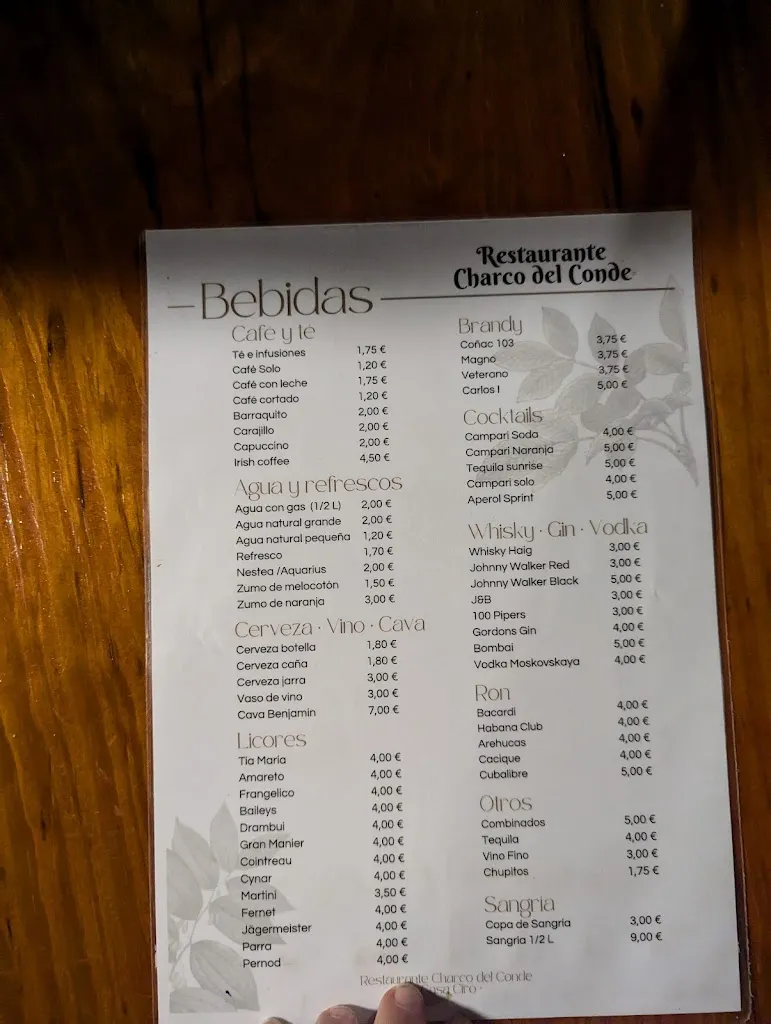 Restaurante
Charco del Conde
Bebidas
Café y té
Té e infusiones 1,75 €
Café Solo 1,20 €
Café con leche 1,75 €
Café cortado 1,20 €
Barraquito 2,00 €
Carajillo 2,00 €
Capuccino 2,00 €
Irish coffee 4,50 €
Agua y refrescos
Agua con gas (1/2 L) 2,00 €
Agua natural grande 2,00 €
Agua natural pequeña 1,20 €
Refresco 1,70 €
Nestea /Aquarius 2,00 €
Zumo de melocotón 1,50 €
Zumo de naranja 3,00 €
Cerveza · Vino · Cava
Cerveza botella 1,80 €
Cerveza caña 1,80 €
Cerveza jarra 3,00 €
Vaso de vino 3,00 €
Cava Benjamin 7,00 €
Licores
Tia Maria 4,00 €
Amareto 4,00 €
Frangelico 4,00 €
Baileys 4,00 €
Drambui 4,00 €
Gran Manier 4,00 €
Cointreau 4,00 €
Cynar 4,00 €
Martini 3,50 €
Fernet 4,00 €
Jägermeister 4,00 €
Parra 4,00 €
Pernod 4,00 €
Brandy
Coñac 103 3,75 €
Magno 3,75 €
Veterano 3,75 €
Carlos I 5,00 €
Cocktails
Campari Soda 4,00 €
Campari Naranja 5,00 €
Tequila sunrise 5,00 €
Campari solo 4,00 €
Aperol Sprint 5,00 €
Whisky · Gin · Vodka
Whisky Haig 3,00 €
Johnny Walker Red 3,00 €
Johnny Walker Black 5,00 €
J&B 3,00 €
100 Pipers 3,00 €
Gordons Gin 4,00 €
Bombai 5,00 €
Vodka Moskovskaya 4,00 €
Ron
Bacardi 4,00 €
Habana Club 4,00 €
Arehucas 4,00 €
Cacique 4,00 €
Cubalibre 5,00 €
Otros
Combinados 5,00 €
Tequila 4,00 €
Vino Fino 3,00 €
Chupitos 1,75 €
Sangria
Copa de Sangria 3,00 €
Sangria 1/2 L 9,00 €
Restaurante Charco del Conde
Ciro ·